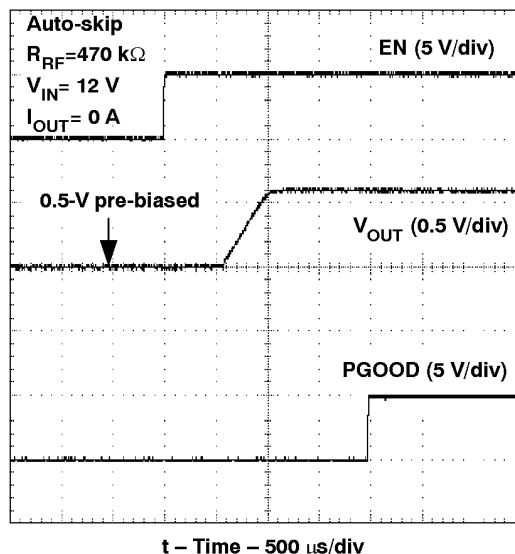 Auto-skip
R_RF=470 kΩ
V_IN= 12 V
I_OUT= 0 A
EN (5 V/div)
0.5-V pre-biased
V_OUT (0.5 V/div)
PGOOD (5 V/div)
t – Time – 500 µs/div